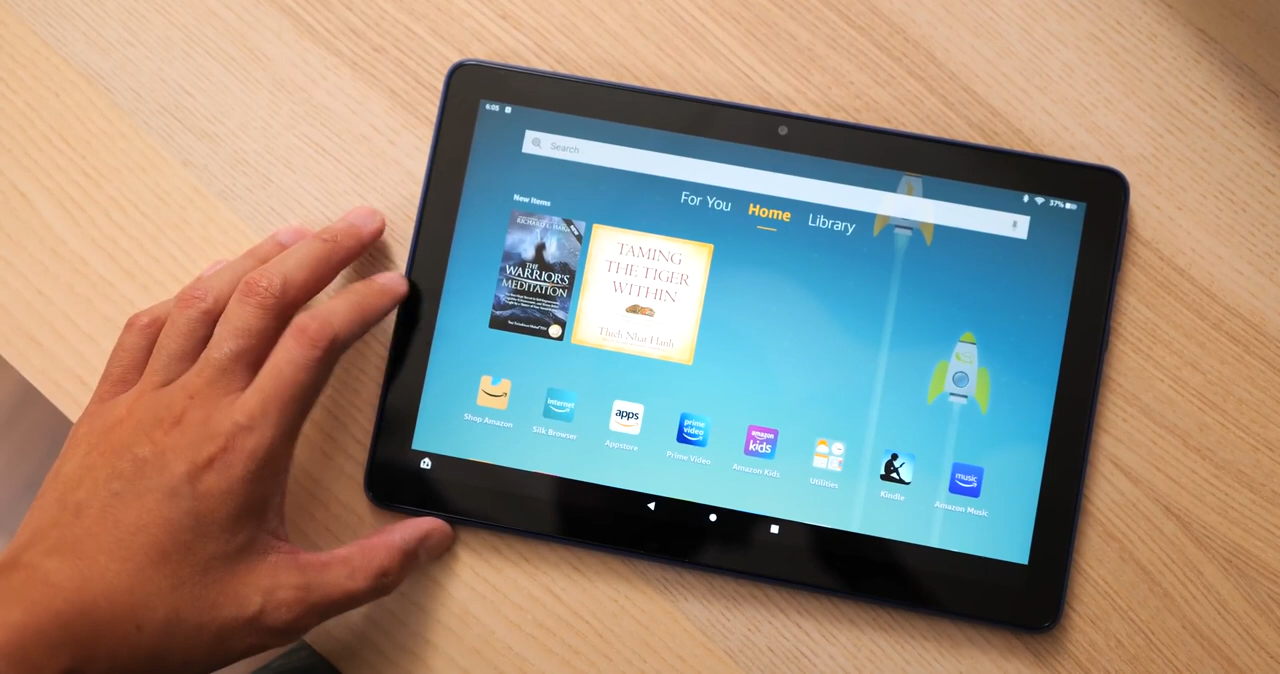 6:05
37%
Search
For You Home Library
New Items
THE
WARRIOR'S
MEDITATION
TAMING
THE TIGER
WITHIN
Thich Nhat Hanh
Shop Amazon
internet
Silk Browser
apps
Appstore
prime
video
Prime Video
amazon
kids
Amazon Kids
Utilities
Kindle
music
Amazon Music